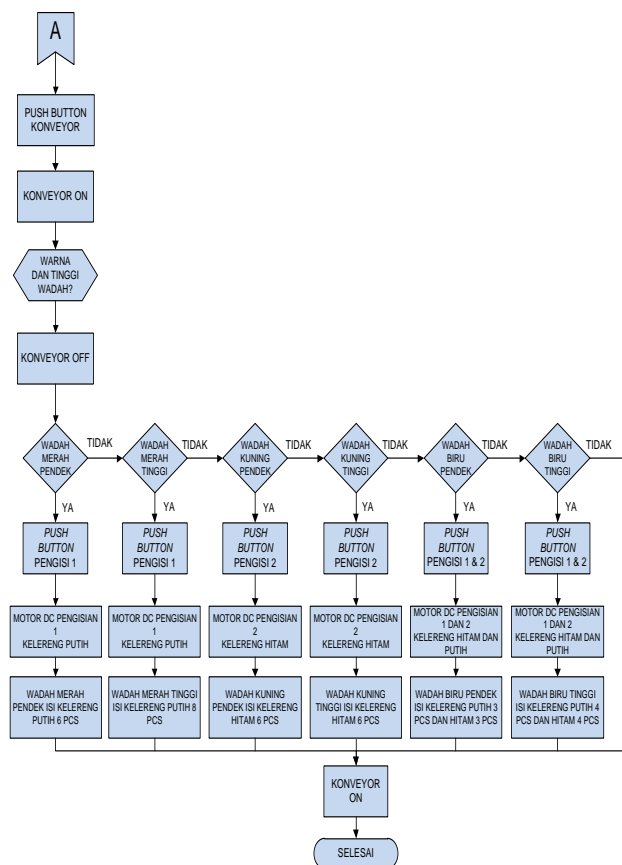 A
PUSH BUTTON
KONVEYOR
KONVEYOR ON
WARNA
DAN TINGGI
WADAH?
KONVEYOR OFF
WADAH
MERAH
PENDEK
TIDAK
WADAH
MERAH
TINGGI
TIDAK
WADAH
KUNING
PENDEK
TIDAK
WADAH
KUNING
TINGGI
TIDAK
WADAH
BIRU
PENDEK
TIDAK
WADAH
BIRU
TINGGI
TIDAK
YA
YA
YA
YA
YA
YA
PUSH
BUTTON
PENGISI 1
PUSH
BUTTON
PENGISI 1
PUSH
BUTTON
PENGISI 2
PUSH
BUTTON
PENGISI 2
PUSH
BUTTON
PENGISI 1 & 2
PUSH
BUTTON
PENGISI 1 & 2
MOTOR DC PENGISIAN
1
KELERENG PUTIH
MOTOR DC PENGISIAN
1
KELERENG PUTIH
MOTOR DC PENGISIAN
2
KELERENG HITAM
MOTOR DC PENGISIAN
2
KELERENG HITAM
MOTOR DC PENGISIAN
1 DAN 2
KELERENG HITAM DAN
PUTIH
MOTOR DC PENGISIAN
1 DAN 2
KELERENG HITAM DAN
PUTIH
WADAH MERAH
PENDEK ISI KELERENG
PUTIH 6 PCS
WADAH MERAH TINGGI
ISI KELERENG PUTIH 8
PCS
WADAH KUNING
PENDEK ISI KELERENG
HITAM 6 PCS
WADAH KUNING
TINGGI ISI KELERENG
HITAM 6 PCS
WADAH BIRU PENDEK
ISI KELERENG PUTIH 3
PCS DAN HITAM 3 PCS
WADAH BIRU TINGGI
ISI KELERENG PUTIH 4
PCS DAN HITAM 4 PCS
KONVEYOR
ON
SELESAI